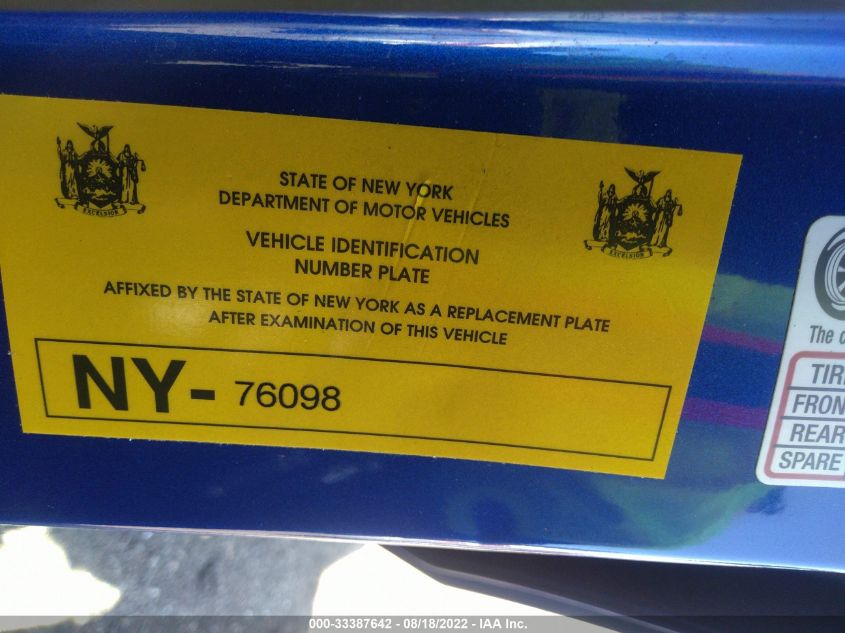 EXCELSIOR
EXCELSIOR
STATE OF NEW YORK
DEPARTMENT OF MOTOR VEHICLES
VEHICLE IDENTIFICATION
NUMBER PLATE
AFFIXED BY THE STATE OF NEW YORK AS A REPLACEMENT PLATE
AFTER EXAMINATION OF THIS VEHICLE
NY- 76098
The
TIR
FRON
REAR
SPARE
000-33387642 - 08/18/2022 - IAA Inc.